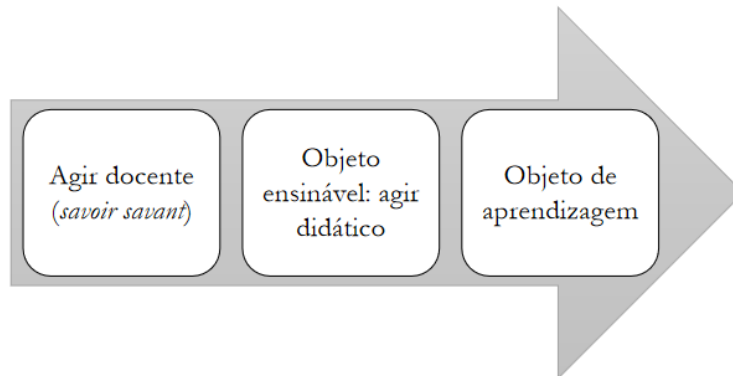 Agir docente
(savoir savant)
Objeto
ensinável: agir
didático
Objeto de
aprendizagem